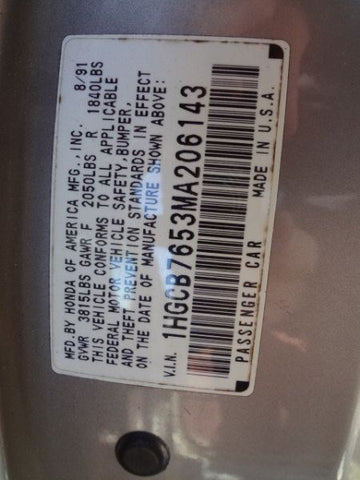 MFD.BY HONDA OF AMERICA MFG., INC. 8/91
GVWR 3815LBS GAWR F 2050LBS R 1840LBS
THIS VEHICLE CONFORMS TO ALL APPLICABLE
FEDERAL MOTOR VEHICLE SAFETY,BUMPER,
AND THEFT PREVENTION STANDARDS IN EFFECT
ON THE DATE OF MANUFACTURE SHOWN ABOVE:
V.I.N. 1HGCB7653MA206143
PASSENGER CAR MADE IN U.S.A.